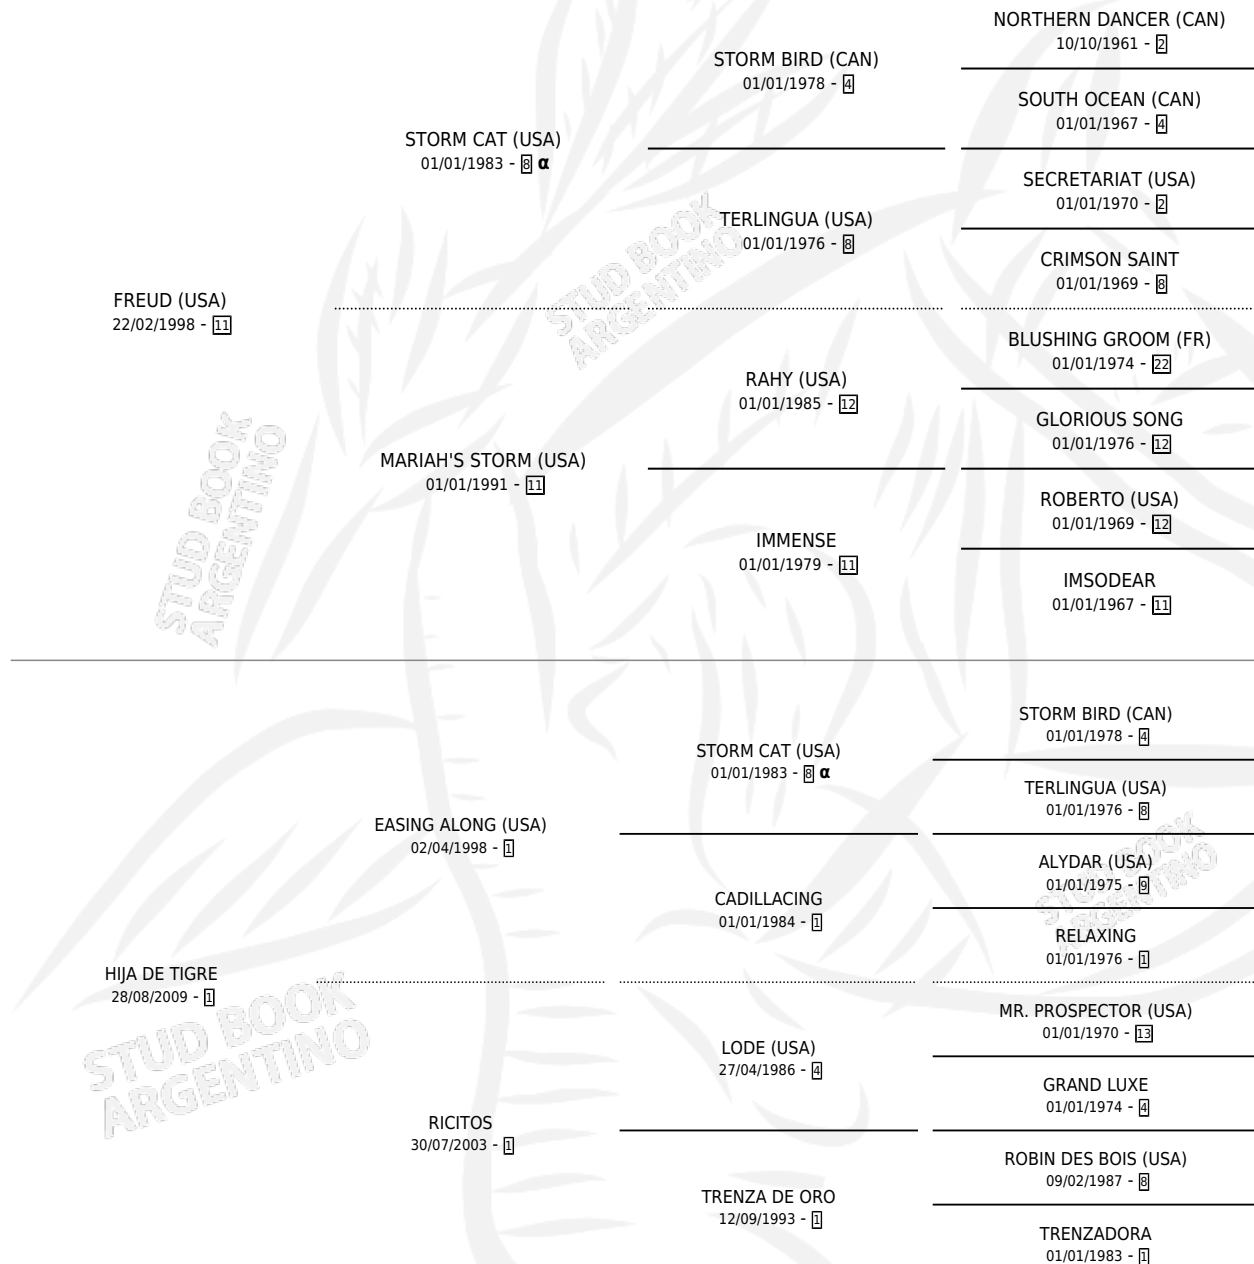 NORTHERN DANCER (CAN)
10/10/1961 - 2
STORM BIRD (CAN)
01/01/1978 - 4
SOUTH OCEAN (CAN)
01/01/1967 - 4
STORM CAT (USA)
01/01/1983 - 8 α
SECRETARIAT (USA)
01/01/1970 - 2
TERLINGUA (USA)
01/01/1976 - 8
CRIMSON SAINT
01/01/1969 - 8
FREUD (USA)
22/02/1998 - 11
BLUSHING GROOM (FR)
01/01/1974 - 22
RAHY (USA)
01/01/1985 - 12
GLORIOUS SONG
01/01/1976 - 12
MARIAH'S STORM (USA)
01/01/1991 - 11
ROBERTO (USA)
01/01/1969 - 12
IMMENSE
01/01/1979 - 11
IMSODEAR
01/01/1967 - 11
STORM BIRD (CAN)
01/01/1978 - 4
STORM CAT (USA)
01/01/1983 - 8 α
TERLINGUA (USA)
01/01/1976 - 8
EASING ALONG (USA)
02/04/1998 - 1
ALYDAR (USA)
01/01/1975 - 9
CADILLACING
01/01/1984 - 1
RELAXING
01/01/1976 - 1
HIJA DE TIGRE
28/08/2009 - 1
MR. PROSPECTOR (USA)
01/01/1970 - 13
LODE (USA)
27/04/1986 - 4
GRAND LUXE
01/01/1974 - 4
RICITOS
30/07/2003 - 1
ROBIN DES BOIS (USA)
09/02/1987 - 8
TRENZA DE ORO
12/09/1993 - 1
TRENZADORA
01/01/1983 - 1
STUD BOOK
ARGENTINO
STUD BOOK
ARGENTINO
STUD BOOK
ARGENTINO
STUD BOOK
ARGENTINO